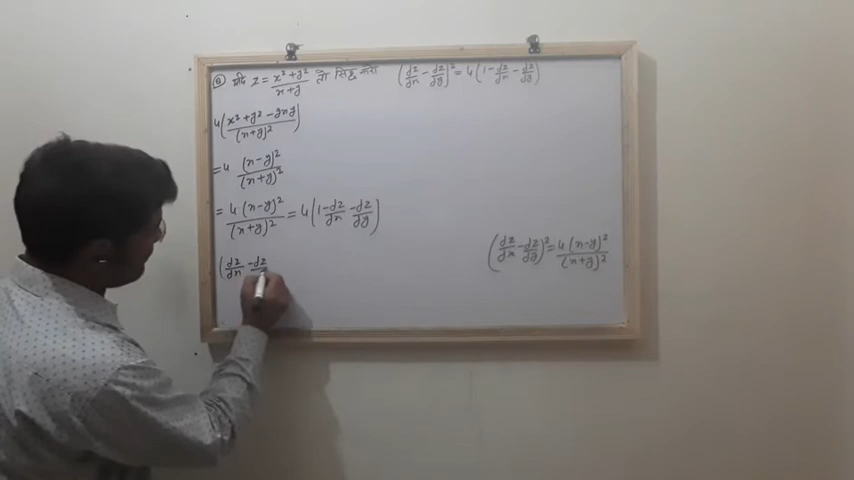 Q यदि z = x²+y²/x+y तो सिद्ध करो (dz/dx - dz/dy)² = 4(1 - dz/dx - dz/dy)
4(x²+y²-2xy/(x+y)²)
= 4 (x-y)²/(x+y)²
= 4(x-y)²/(x+y)² = 4(1 - dz/dx - dz/dy)
(dz/dx - dz/dy)² = 4(x-y)²/(x+y)²
(dz/dx - dz